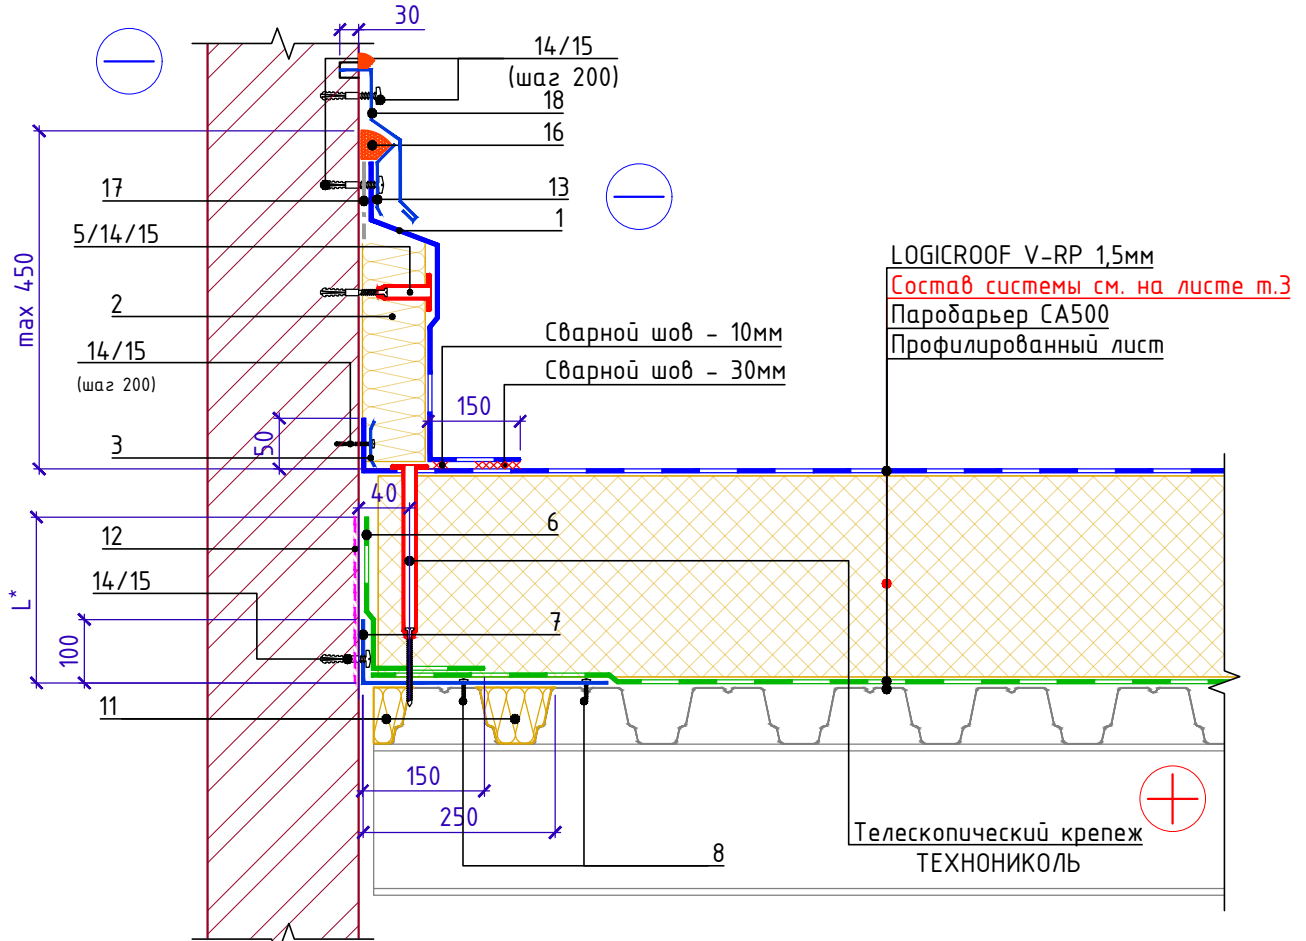 30
14/15
(шаг 200)
18
16
17
13
1
5/14/15
max 450
2
14/15
(шаг 200)
LOGICROOF V-RP 1,5мм
Состав системы см. на листе т.3
Паробарьер СА500
Профилированный лист
Сварной шов - 10мм
Сварной шов - 30мм
150
50
3
40
6
12
14/15
L*
7
100
11
150
250
8
Телескопический крепеж
ТЕХНОНИКОЛЬ